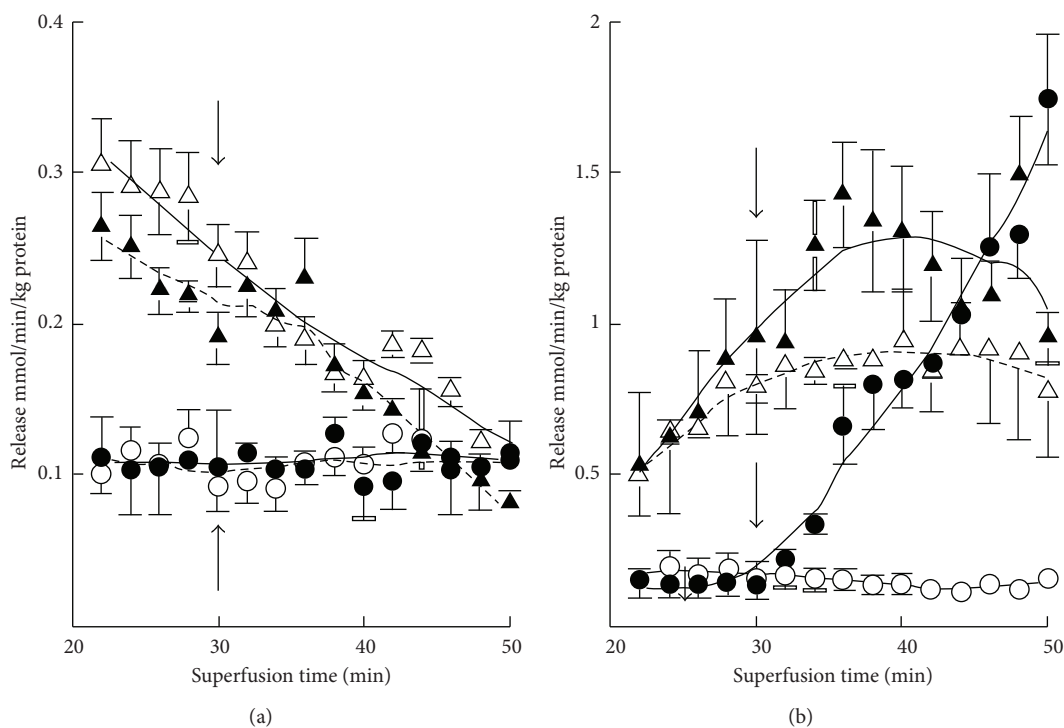 0.4
0.3
0.2
0.1
Release mmol/min/kg protein
20
30
40
50
Superfusion time (min)
(a)
2
1.5
1
0.5
Release mmol/min/kg protein
20
30
40
50
Superfusion time (min)
(b)